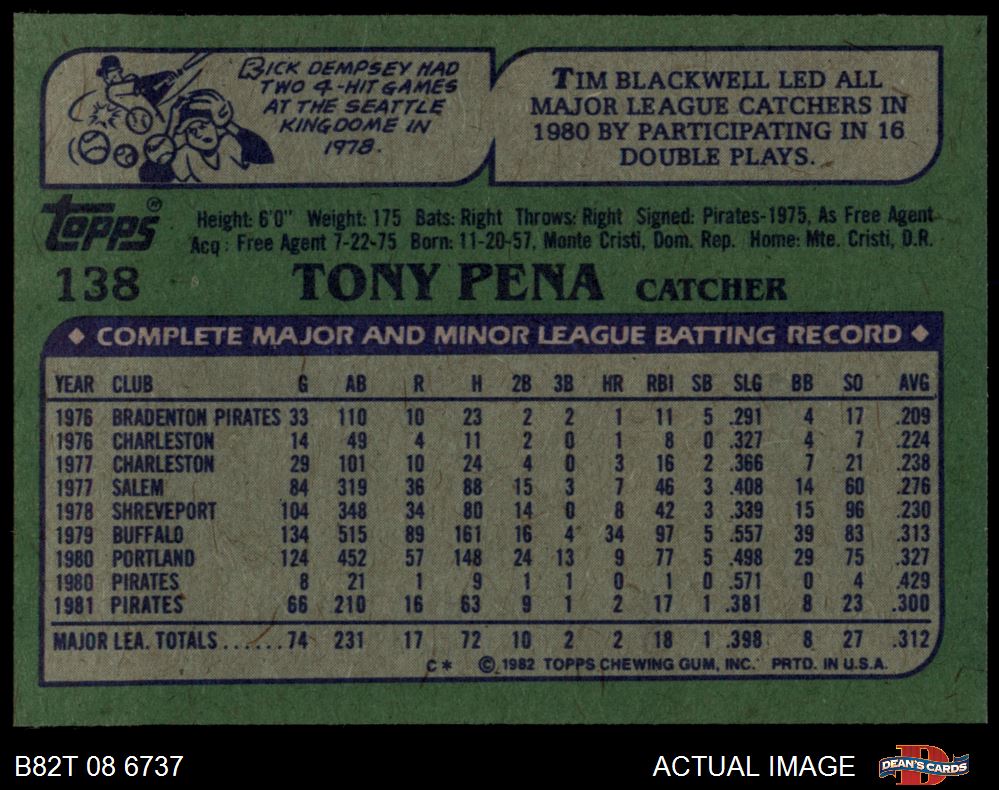 RICK DEMPSEY HAD
TWO 4-HIT GAMES
AT THE SEATTLE
KINGDOME IN
1978.
TIM BLACKWELL LED ALL
MAJOR LEAGUE CATCHERS IN
1980 BY PARTICIPATING IN 16
DOUBLE PLAYS.
Topps®
Height: 6'0" Weight: 175 Bats: Right Throws: Right Signed: Pirates-1975, As Free Agent
Acq: Free Agent 7-22-75 Born: 11-20-57, Monte Cristi, Dom. Rep. Home: Mte. Cristi, D.R.
138 TONY PENA CATCHER
◆ COMPLETE MAJOR AND MINOR LEAGUE BATTING RECORD ◆
YEAR CLUB G AB R H 2B 3B HR RBI SB SLG BB SO AVG
1976 BRADENTON PIRATES 33 110 10 23 2 2 1 11 5 .291 4 17 .209
1976 CHARLESTON 14 49 4 11 2 0 1 8 0 .327 4 7 .224
1977 CHARLESTON 29 101 10 24 4 0 3 16 2 .366 7 21 .238
1977 SALEM 84 319 36 88 15 3 7 46 3 .408 14 60 .276
1978 SHREVEPORT 104 348 34 80 14 0 8 42 3 .339 15 96 .230
1979 BUFFALO 134 515 89 161 16 4 34 97 5 .557 39 83 .313
1980 PORTLAND 124 452 57 148 24 13 9 77 5 .498 29 75 .327
1980 PIRATES 8 21 1 9 1 1 0 1 0 .571 0 4 .429
1981 PIRATES 66 210 16 63 9 1 2 17 1 .381 8 23 .300
MAJOR LEA. TOTALS......74 231 17 72 10 2 2 18 1 .398 8 27 .312
C* © 1982 TOPPS CHEWING GUM, INC. PRTD. IN U.S.A.
B82T 08 6737 ACTUAL IMAGE D DEAN'S CARDS